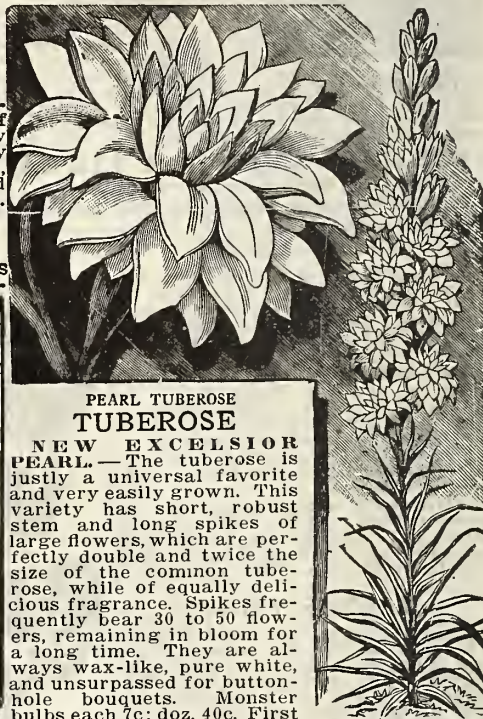 PEARL TUBEROSE
TUBEROSE
NEW EXCELSIOR
PEARL.—The tuberose is
justly a universal favorite
and very easily grown. This
variety has short, robust
stem and long spikes of
large flowers, which are per-
fectly double and twice the
size of the common tube-
rose, while of equally deli-
cious fragrance. Spikes fre-
quently bear 30 to 50 flow-
ers, remaining in bloom for
a long time. They are al-
ways wax-like, pure white,
and unsurpassed for button-
hole bouquets. Monster
bulbs each 7c; doz. 40c. First